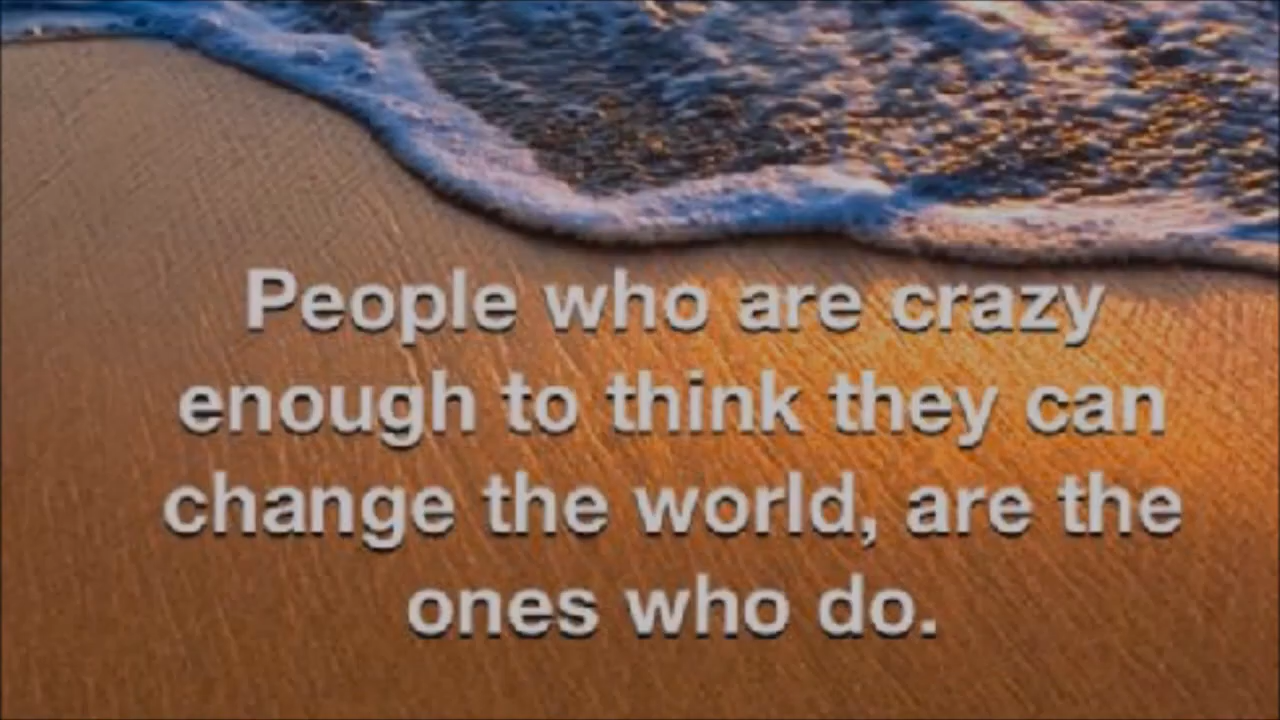 People who are crazy
enough to think they can
change the world, are the
ones who do.